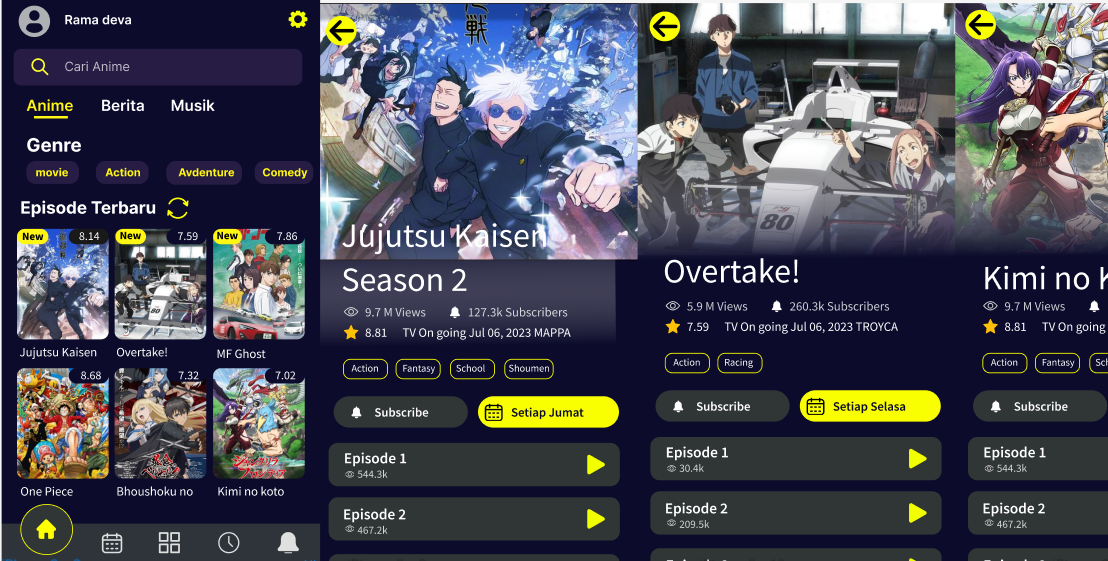 Rama deva
Cari Anime
Anime Berita Musik
Genre
movie Action Avdenture Comedy
Episode Terbaru
New 8.14 New 7.59 New 7.86
Jujutsu Kaisen Overtake! MF Ghost
8.68 7.32 7.02
One Piece Bhoushoku no Kimi no koto
Jujutsu Kaisen
Season 2
9.7 M Views 127.3k Subscribers
8.81 TV On going Jul 06, 2023 MAPPA
Action Fantasy School Shoumen
Subscribe Setiap Jumat
Episode 1
544.3k
Episode 2
467.2k
80
Overtake!
5.9 M Views 260.3k Subscribers
7.59 TV On going Jul 06, 2023 TROYCA
Action Racing
Subscribe Setiap Selasa
Episode 1
30.4k
Episode 2
209.5k
Kimi no K
9.7 M Views
8.81 TV On going
Action Fantasy Sch
Subscribe
Episode 1
544.3k
Episode 2
467.2k